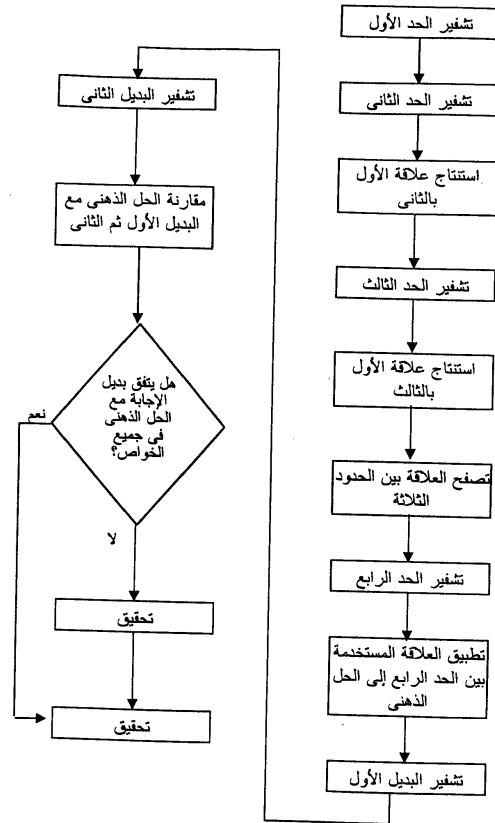 تشفير الحد الأول
تشفير الحد الثانى
استنتاج علاقة الأول
بالثانى
تشفير الحد الثالث
استنتاج علاقة الأول
بالثالث
تصفح العلاقة بين الحدود
الثلاثة
تشفير الحد الرابع
تطبيق العلاقة المستخدمة
بين الحد الرابع إلى الحل
الذهنى
تشفير البديل الأول
تشفير البديل الثانى
مقارنة الحل الذهنى مع
البديل الأول ثم الثانى
هل يتفق بديل
الإجابة مع
الحل الذهنى
فى جميع
الخواص؟
نعم
لا
تحقيق
تحقيق